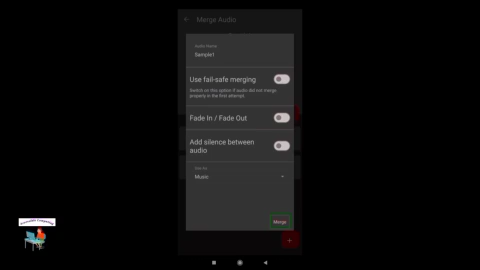 Merge Audio
Audio Name
Sample1
Use fail-safe merging
Switch on this option if audio did not merge
properly in the first attempt.
Fade In / Fade Out
Add silence between
audio
Music
Merge